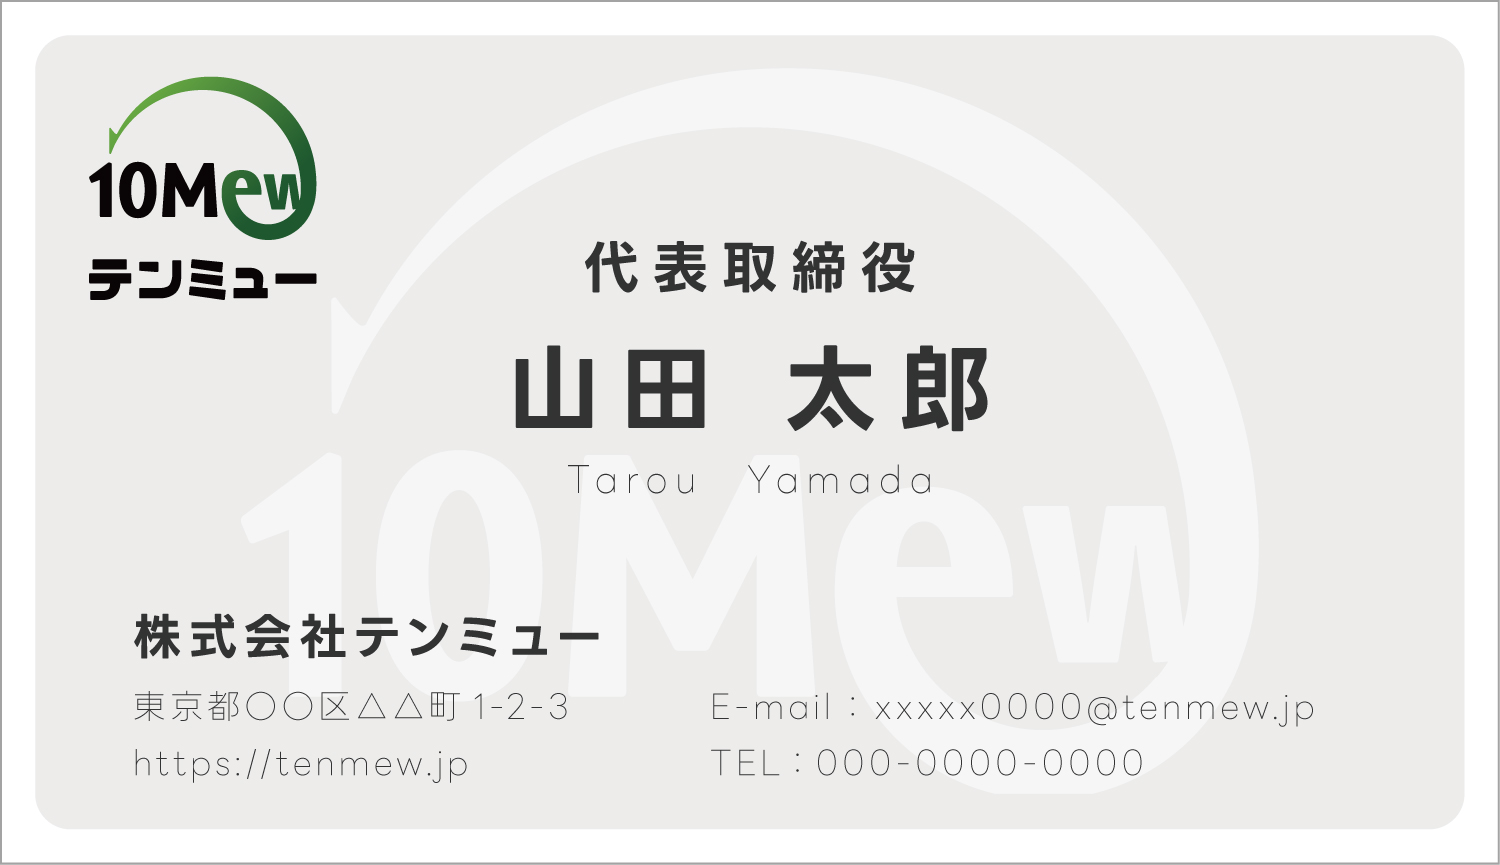 10Mew
テンミュー
代表取締役
山田 太郎
Tarou Yamada
10Mew
株式会社テンミュー
東京都〇〇区△△町1-2-3
https://tenmew.jp
E-mail：xxxxx0000@tenmew.jp
TEL：000-0000-0000